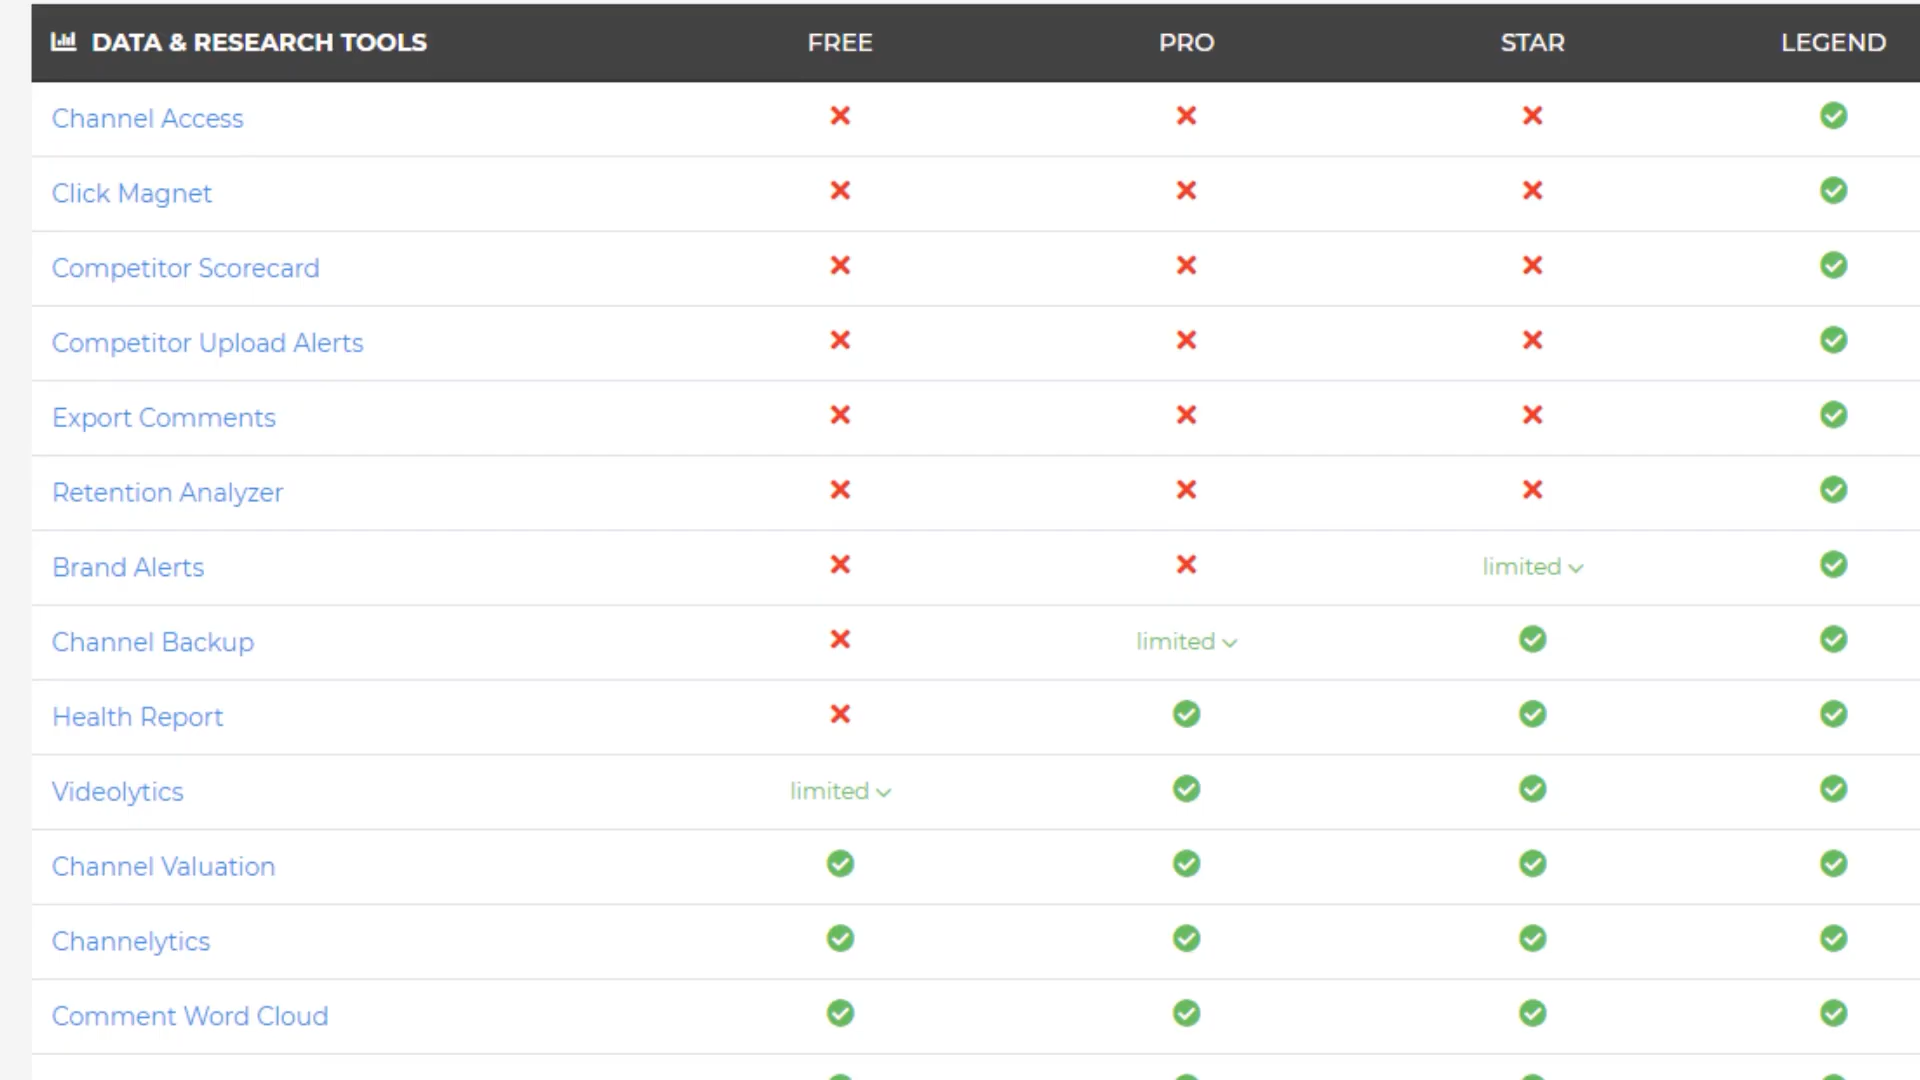 DATA & RESEARCH TOOLS FREE PRO STAR LEGEND
Channel Access
Click Magnet
Competitor Scorecard
Competitor Upload Alerts
Export Comments
Retention Analyzer
Brand Alerts limited
Channel Backup limited
Health Report
Videolytics limited
Channel Valuation
Channelytics
Comment Word Cloud